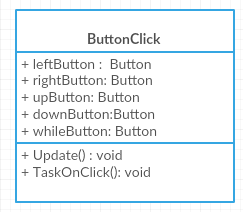 ButtonClick
+ leftButton :  Button
+ rightButton: Button
+ upButton: Button
+ downButton:Button
+ whileButton: Button
+ Update() : void
+ TaskOnClick(): void